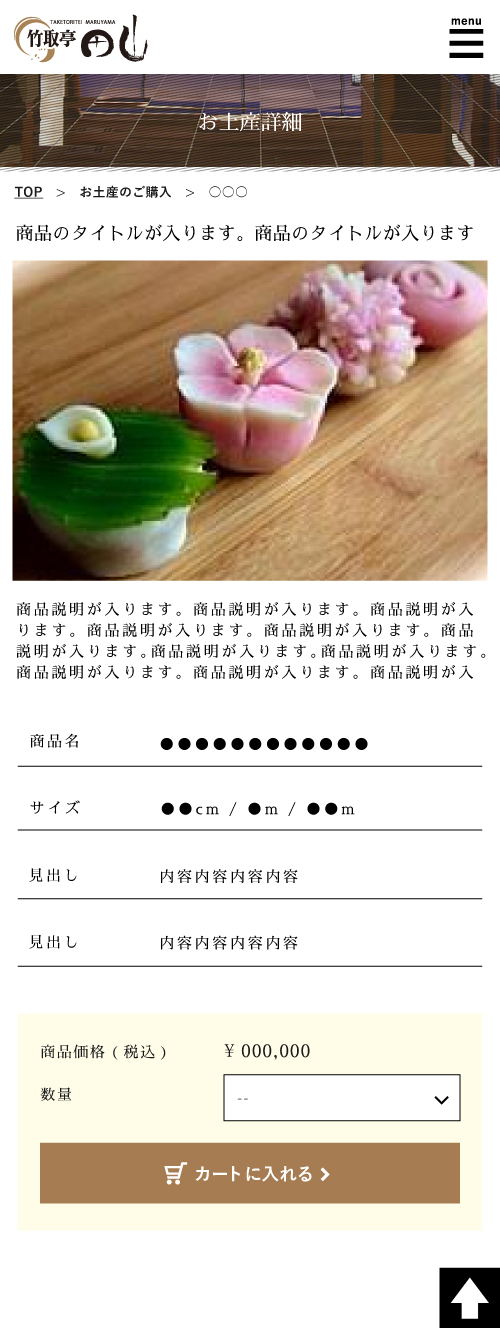 TAKETORITEI MARUYAMA
竹取亭
menu
お土産詳細
TOP ＞ お土産のご購入 ＞ 〇〇〇
商品のタイトルが入ります。商品のタイトルが入ります
商品説明が入ります。商品説明が入ります。商品説明が入
ります。商品説明が入ります。商品説明が入ります。商品
説明が入ります。商品説明が入ります。商品説明が入ります。
商品説明が入ります。商品説明が入ります。商品説明が入
商品名 ●●●●●●●●●●●●
サイズ ●●cm / ●m / ●●m
見出し 内容内容内容内容
見出し 内容内容内容内容
商品価格 ( 税込 ) ¥ 000,000
数量 --
カートに入れる